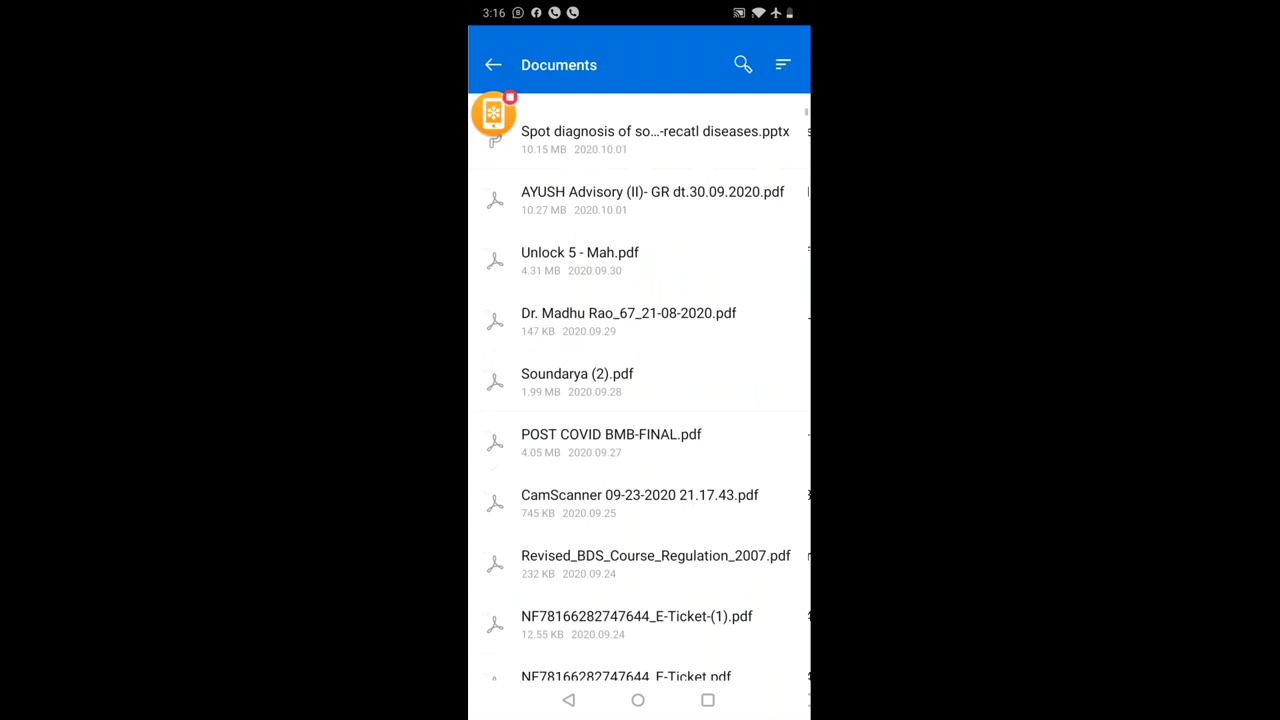 3:16
Documents
Spot diagnosis of so...-recatl diseases.pptx
10.15 MB 2020.10.01
AYUSH Advisory (II)- GR dt.30.09.2020.pdf
10.27 MB 2020.10.01
Unlock 5 - Mah.pdf
4.31 MB 2020.09.30
Dr. Madhu Rao_67_21-08-2020.pdf
147 KB 2020.09.29
Soundarya (2).pdf
1.99 MB 2020.09.28
POST COVID BMB-FINAL.pdf
4.05 MB 2020.09.27
CamScanner 09-23-2020 21.17.43.pdf
745 KB 2020.09.25
Revised_BDS_Course_Regulation_2007.pdf
232 KB 2020.09.24
NF78166282747644_E-Ticket-(1).pdf
12.55 KB 2020.09.24
NF78166282747644_E-Ticket.pdf